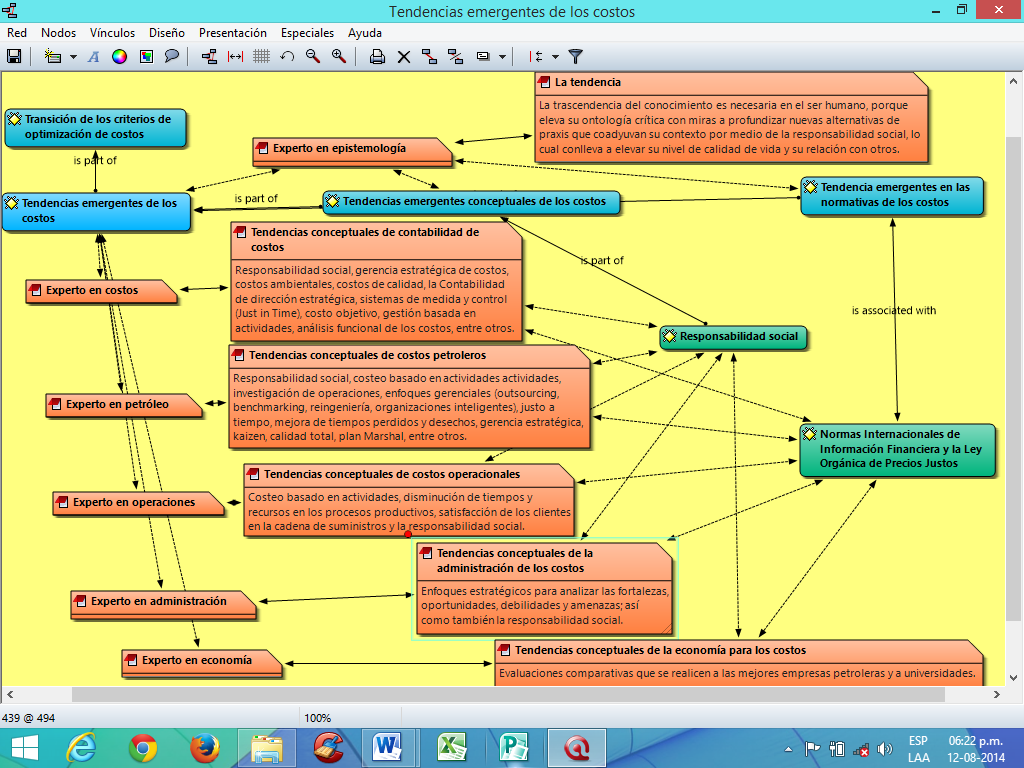 Tendencias emergentes de los costos
Red Nodos Vínculos Diseño Presentación Especiales Ayuda
La tendencia
La trascendencia del conocimiento es necesaria en el ser humano, porque
eleva su ontología crítica con miras a profundizar nuevas alternativas de
praxis que coadyuvan su contexto por medio de la responsabilidad social, lo
cual conlleva a elevar su nivel de calidad de vida y su relación con otros.
Transición de los criterios de
optimización de costos
is part of
Experto en epistemología
Tendencias emergentes de los
costos
is part of
Tendencias emergentes conceptuales de los costos
Tendencia emergentes en las
normativas de los costos
Tendencias conceptuales de contabilidad de
costos
Responsabilidad social, gerencia estratégica de costos,
costos ambientales, costos de calidad, la Contabilidad
de dirección estratégica, sistemas de medida y control
(Just in Time), costo objetivo, gestión basada en
actividades, análisis funcional de los costos, entre otros.
is part of
Experto en costos
is associated with
Responsabilidad social
Tendencias conceptuales de costos petroleros
Responsabilidad social, costeo basado en actividades actividades,
investigación de operaciones, enfoques gerenciales (outsourcing,
benchmarking, reingeniería, organizaciones inteligentes), justo a
tiempo, mejora de tiempos perdidos y desechos, gerencia estratégica,
kaizen, calidad total, plan Marshal, entre otros.
Experto en petróleo
Normas Internacionales de
Información Financiera y la Ley
Orgánica de Precios Justos
Tendencias conceptuales de costos operacionales
Costeo basado en actividades, disminución de tiempos y
recursos en los procesos productivos, satisfacción de los clientes
en la cadena de suministros y la responsabilidad social.
Experto en operaciones
Tendencias conceptuales de la
administración de los costos
Enfoques estratégicos para analizar las fortalezas,
oportunidades, debilidades y amenazas; así
como también la responsabilidad social.
Experto en administración
Tendencias conceptuales de la economía para los costos
Evaluaciones comparativas que se realicen a las mejores empresas petroleras y a universidades.
Experto en economía
439 @ 494
100%
ESP
LAA
06:22 p.m.
12-08-2014